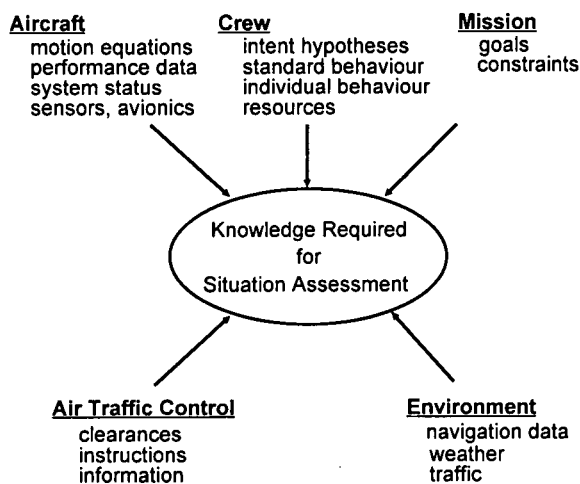 Aircraft
motion equations
performance data
system status
sensors, avionics
Crew
intent hypotheses
standard behaviour
individual behaviour
resources
Mission
goals
constraints
Knowledge Required
for
Situation Assessment
Air Traffic Control
clearances
instructions
information
Environment
navigation data
weather
traffic